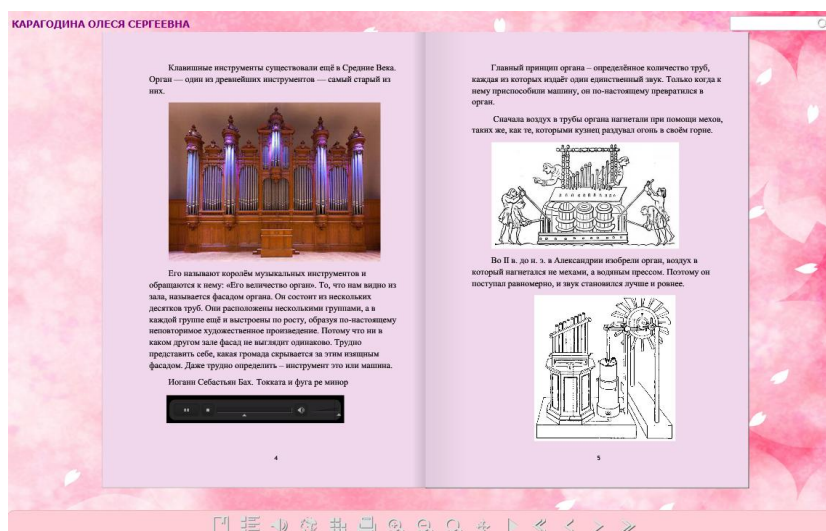 КАРАГОДИНА ОЛЕСЯ СЕРГЕЕВНА
Клавишные инструменты существовали ещё в Средние Века.
Орган — один из древнейших инструментов — самый старый из
них.
Его называют королём музыкальных инструментов и
обращаются к нему: «Его величество орган». То, что нам видно из
зала, называется фасадом органа. Он состоит из нескольких
десятков труб. Они расположены несколькими группами, а в
каждой группе ещё и выстроены по росту, образуя по-настоящему
неповторимое художественное произведение. Потому что ни в
каком другом зале фасад не выглядит одинаково. Трудно
представить себе, какая громада скрывается за этим изящным
фасадом. Даже трудно определить – инструмент это или машина.
Иоганн Себастьян Бах. Токката и фуга ре минор
4
Главный принцип органа – определённое количество труб,
каждая из которых издаёт один единственный звук. Только когда к
нему приспособили машину, он по-настоящему превратился в
орган.
Сначала воздух в трубы органа нагнетали при помощи мехов,
таких же, как те, которыми кузнец раздувал огонь в своём горне.
Во II в. до н. э. в Александрии изобрели орган, воздух в
который нагнетался не мехами, а водяным прессом. Поэтому он
поступал равномерно, и звук становился лучше и ровнее.
5